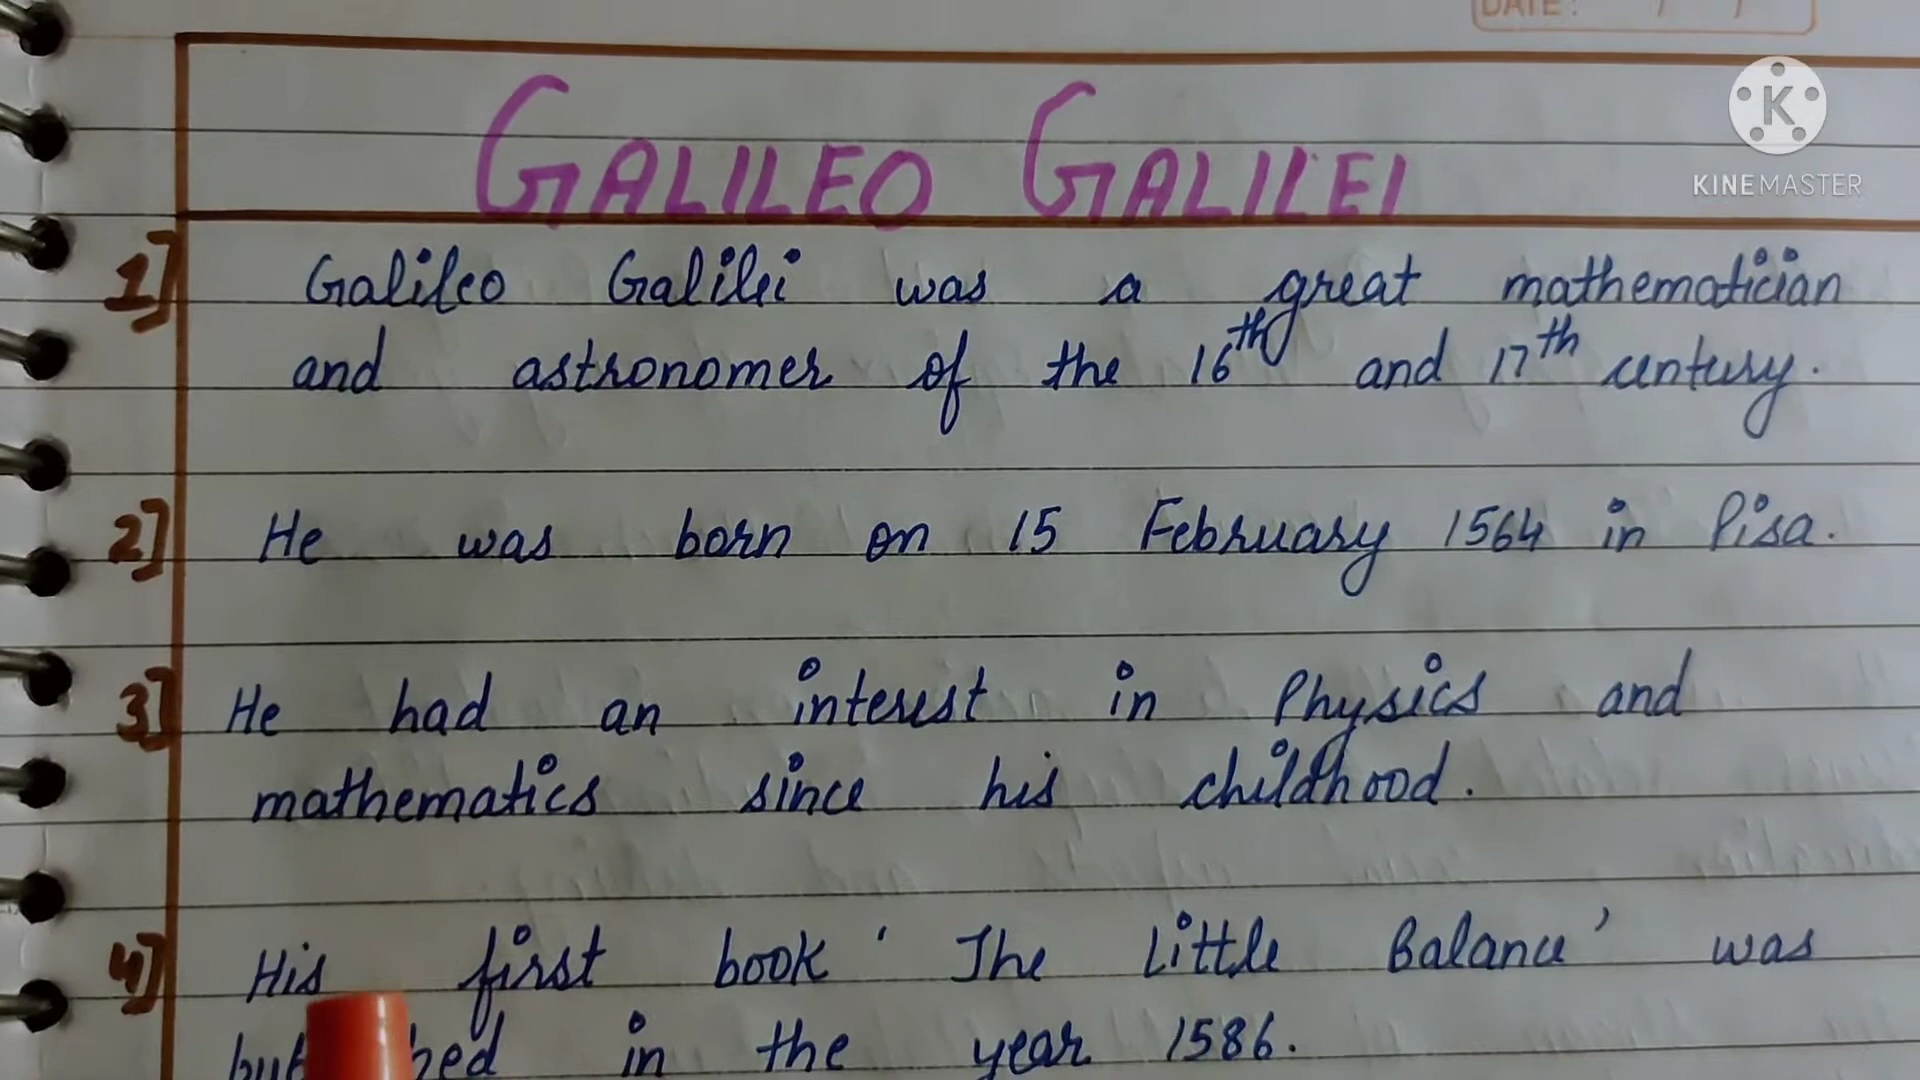 DATE: / /
KINEMASTER
GALILEO GALILEI
1] Galileo Galilei was a great mathematician
and astronomer of the 16th and 17th century.
2] He was born on 15 February 1564 in Pisa.
3] He had an interest in Physics and
mathematics since his childhood.
4] His first book 'The Little Balance' was
in the year 1586.